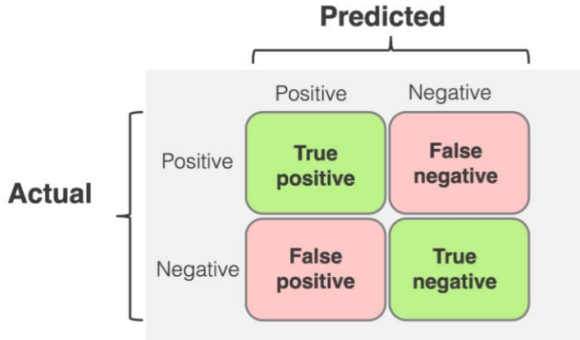 Predicted
Positive Negative
Positive
True
positive
False
negative
Actual
Negative
False
positive
True
negative